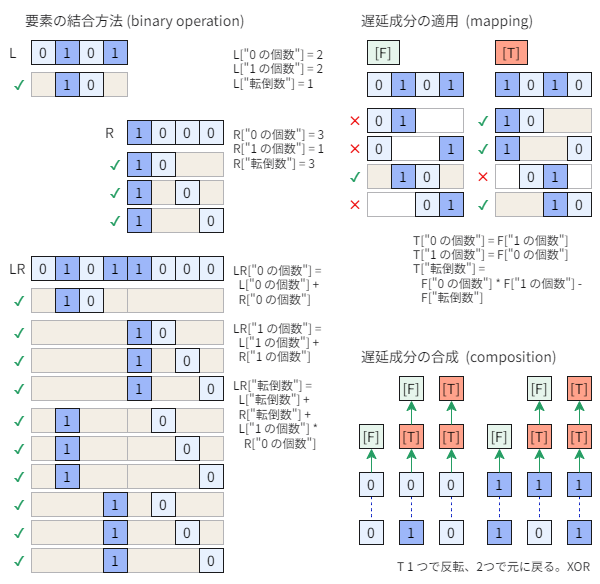 要素の結合方法 (binary operation)
L 0 1 0 1
1 0
L["0 の個数"] = 2
L["1 の個数"] = 2
L["転倒数"] = 1
R 1 0 0 0
1 0
1 0
1 0
R["0 の個数"] = 3
R["1 の個数"] = 1
R["転倒数"] = 3
LR 0 1 0 1 1 0 0 0
1 0
1 0
1 0
1 0
1 0
1 0
1 0
1 0
1 0
1 0
LR["0 の個数"] =
L["0 の個数"] +
R["0 の個数"]
LR["1 の個数"] =
L["1 の個数"] +
R["1 の個数"]
LR["転倒数"] =
L["転倒数"] +
R["転倒数"] +
L["1 の個数"] *
R["0 の個数"]
遅延成分の適用 (mapping)
[F] [T]
0 1 0 1 1 0 1 0
0 1 1 0
0 1 1 0
1 0 0 1
0 1 1 0
T["0 の個数"] = F["1 の個数"]
T["1 の個数"] = F["0 の個数"]
T["転倒数"] =
F["0 の個数"] * F["1 の個数"] -
F["転倒数"]
遅延成分の合成 (composition)
[F] [T] [F] [T]
[F] [T] [T] [F] [T] [T]
0 0 0 1 1 1
0 1 0 1 0 1
T 1 つで反転、2つで元に戻る。XOR